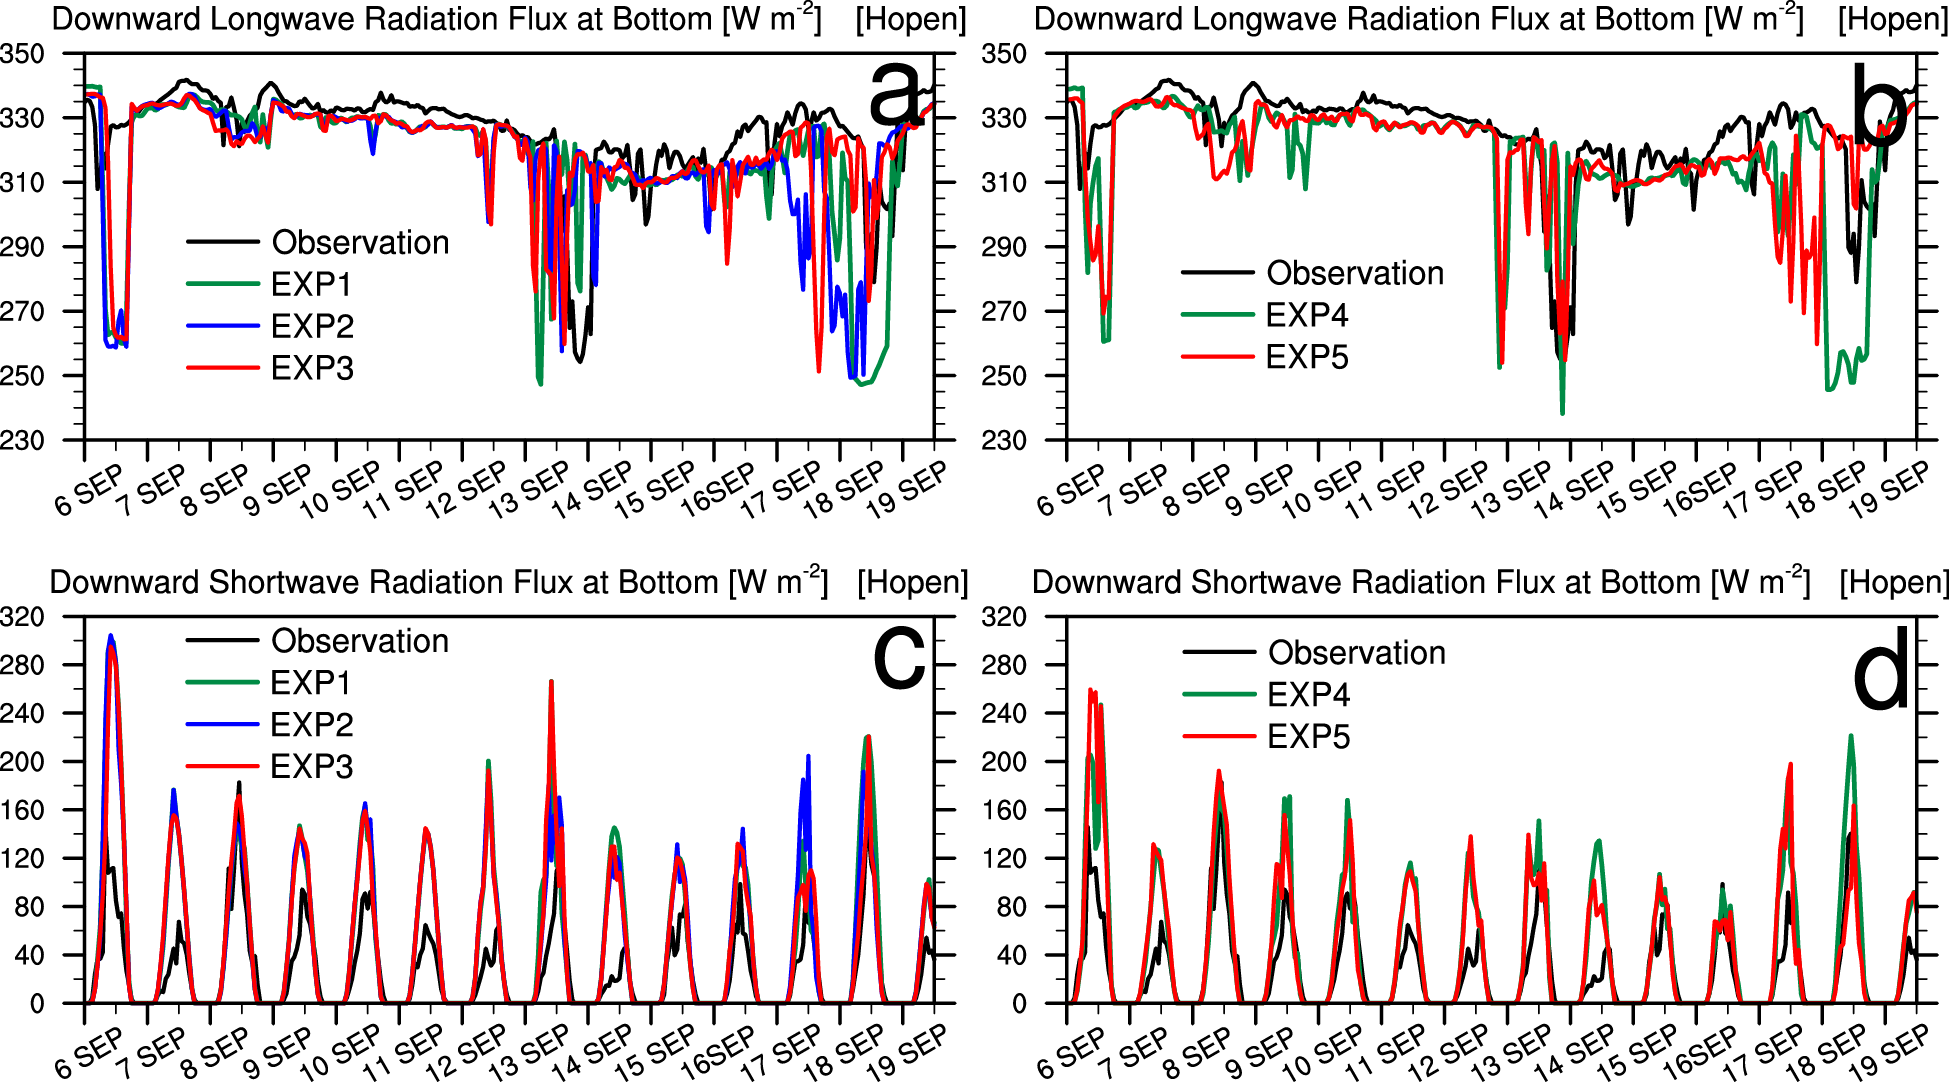 Downward Longwave Radiation Flux at Bottom [W m-2] [Hopen]
a
350
330
310
290
270
250
230
Observation
EXP1
EXP2
EXP3
6 SEP
7 SEP
8 SEP
9 SEP
10 SEP
11 SEP
12 SEP
13 SEP
14 SEP
15 SEP
16SEP
17 SEP
18 SEP
19 SEP
Downward Longwave Radiation Flux at Bottom [W m-2] [Hopen]
b
350
330
310
290
270
250
230
Observation
EXP4
EXP5
6 SEP
7 SEP
8 SEP
9 SEP
10 SEP
11 SEP
12 SEP
13 SEP
14 SEP
15 SEP
16SEP
17 SEP
18 SEP
19 SEP
Downward Shortwave Radiation Flux at Bottom [W m-2] [Hopen]
c
320
280
240
200
160
120
80
40
0
Observation
EXP1
EXP2
EXP3
6 SEP
7 SEP
8 SEP
9 SEP
10 SEP
11 SEP
12 SEP
13 SEP
14 SEP
15 SEP
16SEP
17 SEP
18 SEP
19 SEP
Downward Shortwave Radiation Flux at Bottom [W m-2] [Hopen]
d
320
280
240
200
160
120
80
40
0
Observation
EXP4
EXP5
6 SEP
7 SEP
8 SEP
9 SEP
10 SEP
11 SEP
12 SEP
13 SEP
14 SEP
15 SEP
16SEP
17 SEP
18 SEP
19 SEP